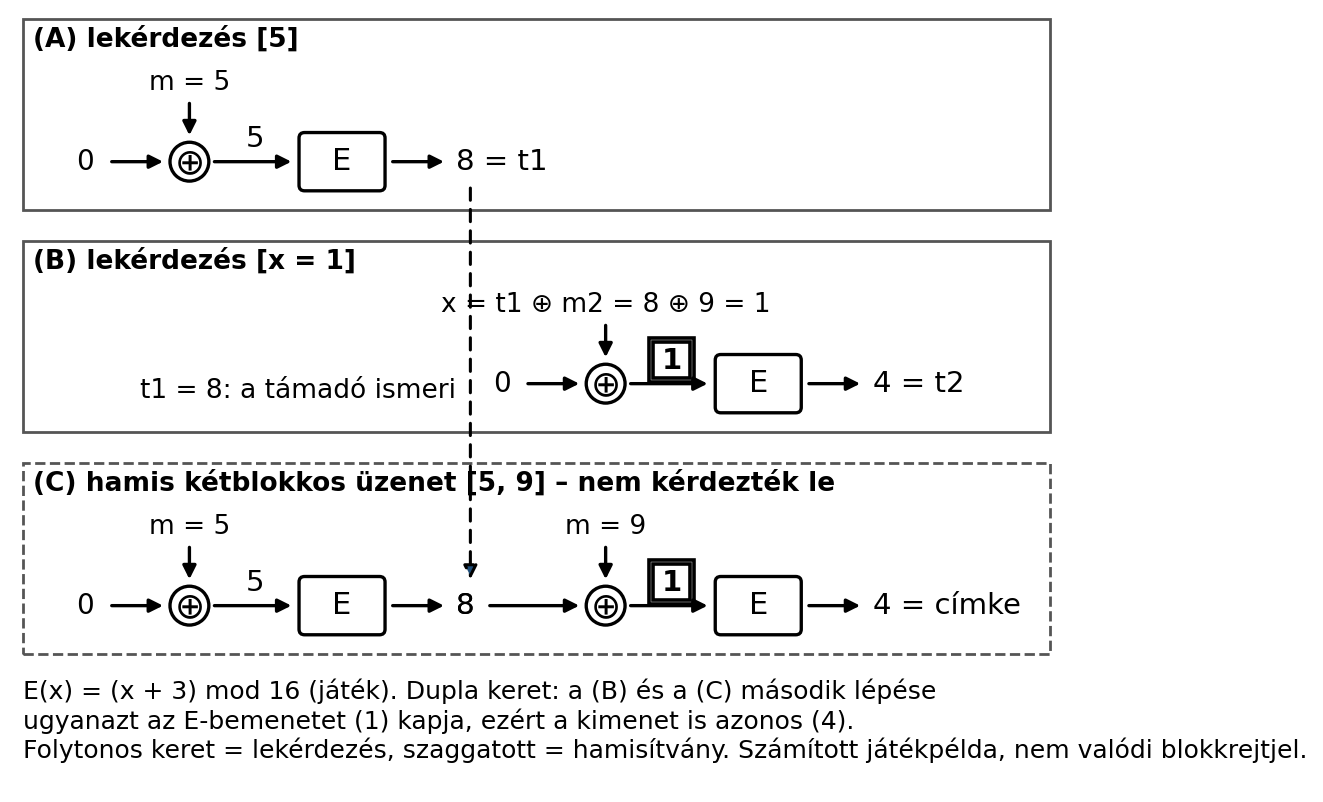 (A) lekérdezés [5]
m = 5
0 ⊕ 5 E 8 = t1
(B) lekérdezés [x = 1]
x = t1 ⊕ m2 = 8 ⊕ 9 = 1
t1 = 8: a támadó ismeri 0 ⊕ 1 E 4 = t2
(C) hamis kétblokkos üzenet [5, 9] – nem kérdezték le
m = 5 m = 9
0 ⊕ 5 E 8 ⊕ 1 E 4 = címke
E(x) = (x + 3) mod 16 (játék). Dupla keret: a (B) és a (C) második lépése
ugyanazt az E-bemenetet (1) kapja, ezért a kimenet is azonos (4).
Folytonos keret = lekérdezés, szaggatott = hamisítvány. Számított játékpélda, nem valódi blokkrejtjel.